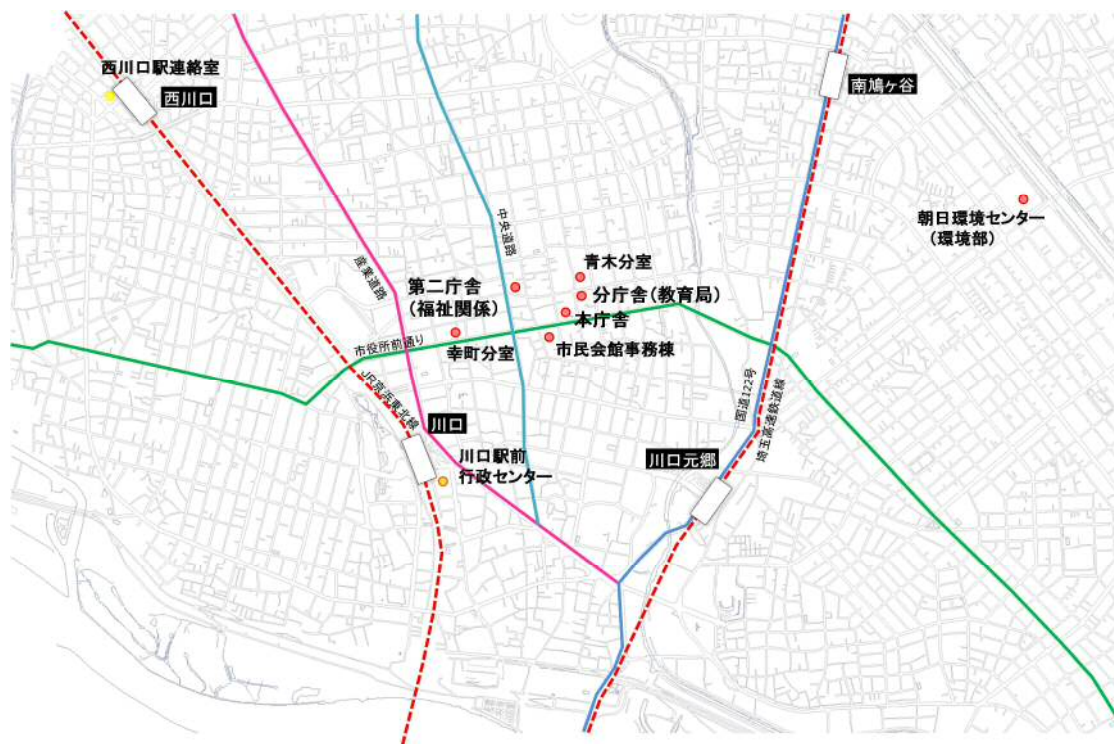 西川口駅連絡室
西川口
南鳩ヶ谷
朝日環境センター
（環境部）
中央道路
産業道路
青木分室
第二庁舎
（福祉関係）
分庁舎（教育局）
本庁舎
市役所前通り
幸町分室
市民会館事務棟
JR京浜東北線
国道122号
埼玉高速鉄道線
川口
川口駅前
行政センター
川口元郷